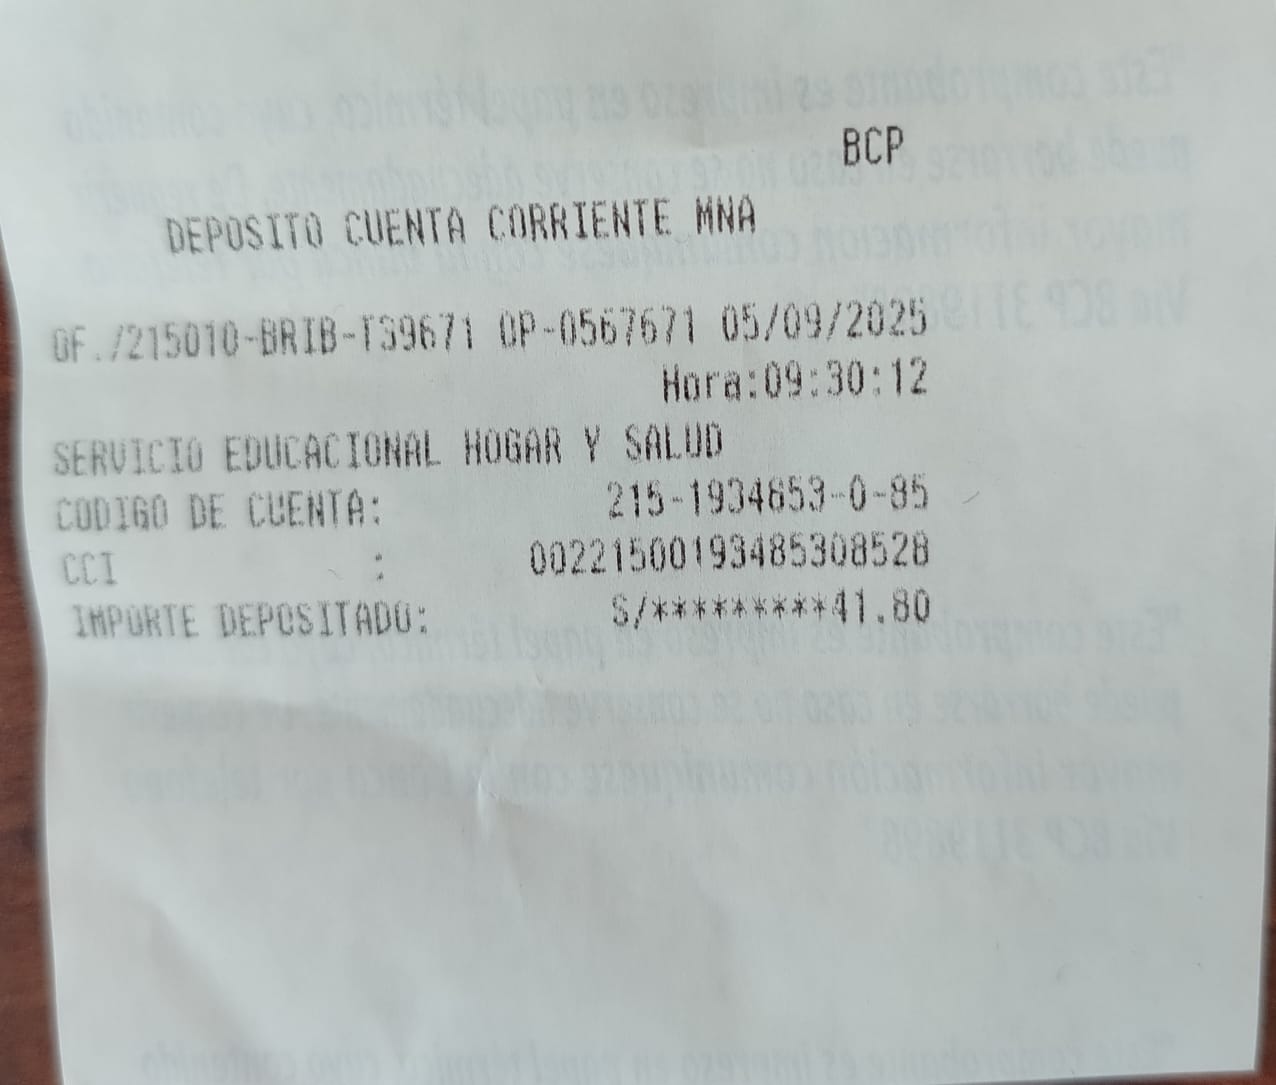 BCP
DEPOSITO CUENTA CORRIENTE MNA
OF./215010-BRIB-T39671 OP-0567671 05/09/2025
Hora:09:30:12
SERVICIO EDUCACIONAL HOGAR Y SALUD
CODIGO DE CUENTA: 215-1934853-0-85
CCI : 00221500193485308528
IMPORTE DEPOSITADO: S/*********41.80